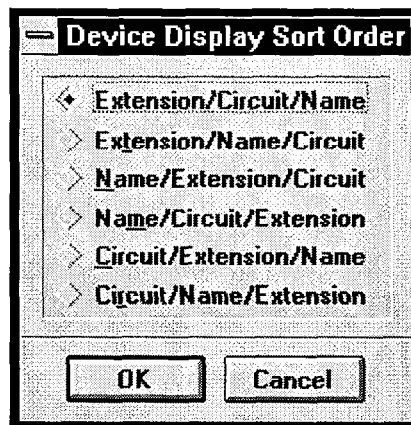 Device Display Sort Order
Extension/Circuit/Name
Extension/Name/Circuit
Name/Extension/Circuit
Name/Circuit/Extension
Circuit/Extension/Name
Circuit/Name/Extension
OK Cancel